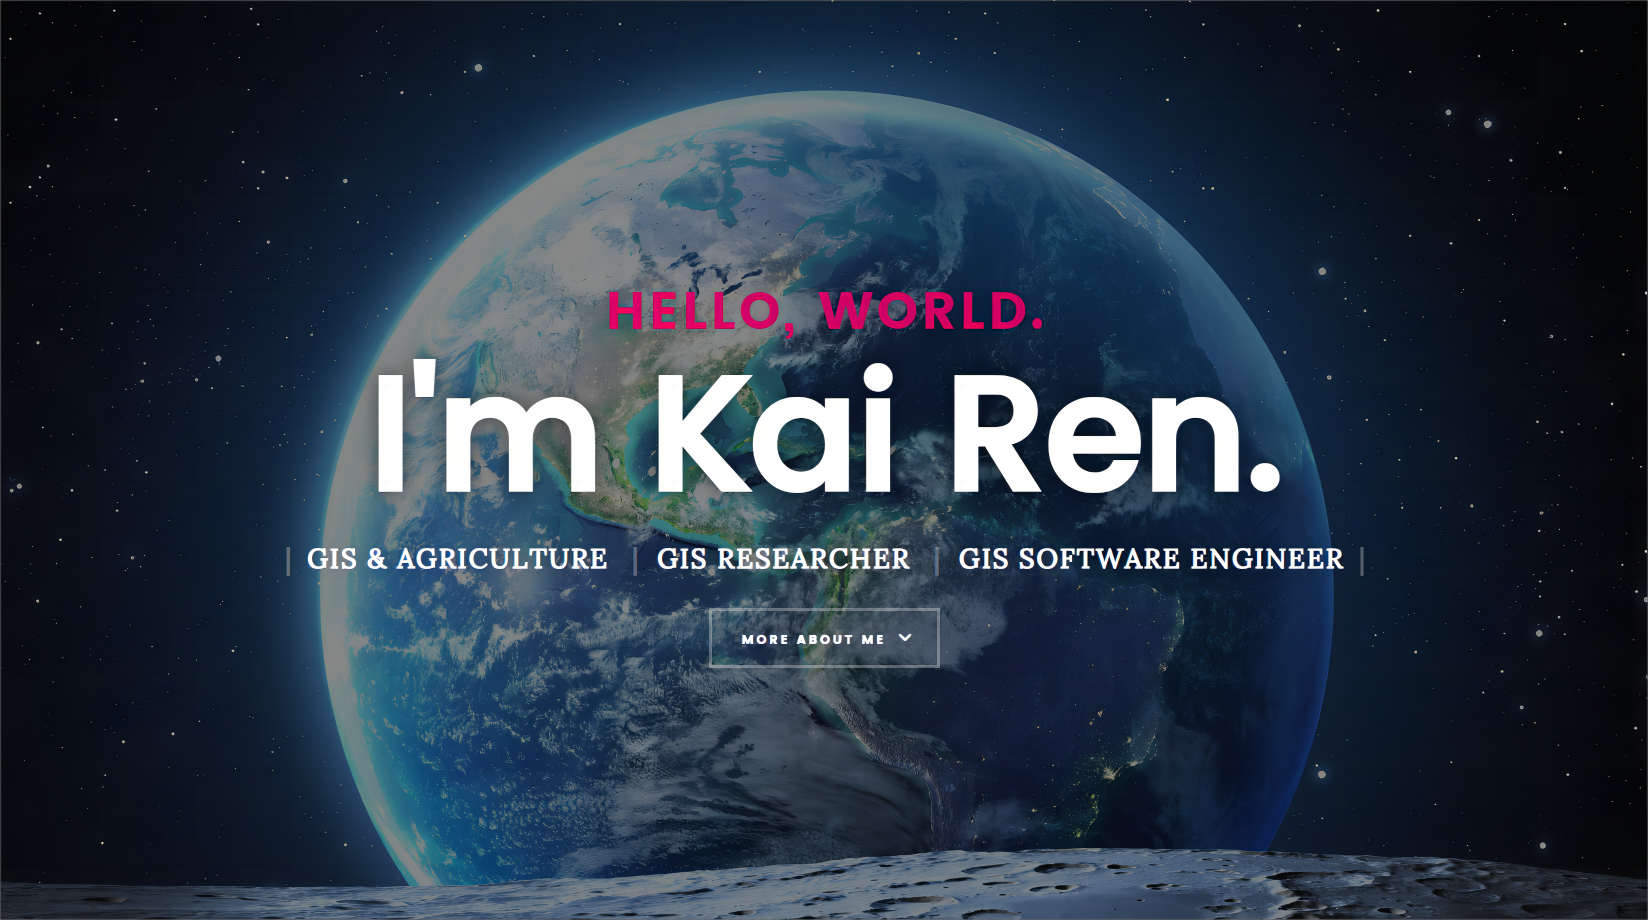 HELLO, WORLD.
I'm Kai Ren.
| GIS & AGRICULTURE | GIS RESEARCHER | GIS SOFTWARE ENGINEER |
MORE ABOUT ME